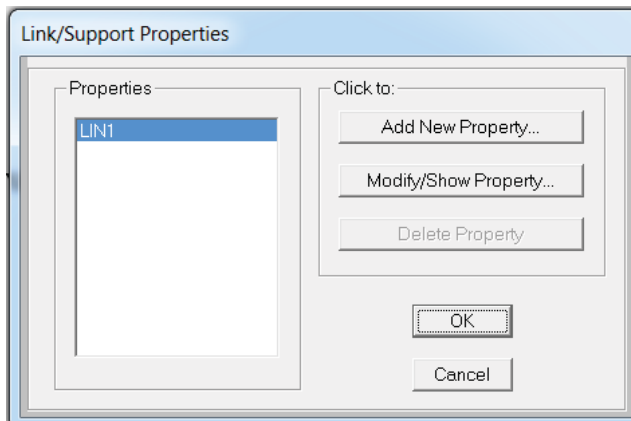 Link/Support Properties
Properties
LIN1
Click to:
Add New Property...
Modify/Show Property...
Delete Property
OK
Cancel